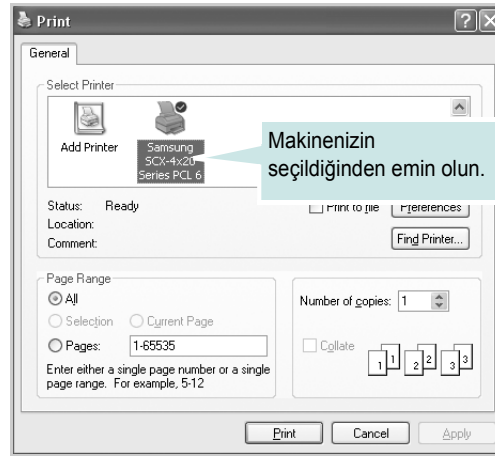 Print
General
Select Printer
Add Printer
Samsung
SCX-4x20
Series PCL 6
Makinenizin
seçildiğinden emin olun.
Status: Ready
Print to file
Preferences
Location:
Comment:
Find Printer...
Page Range
All
Selection Current Page
Pages: 1-65535
Enter either a single page number or a single
page range. For example, 5-12
Number of copies: 1
Collate
1 1 2 2 3 3
Print Cancel Apply